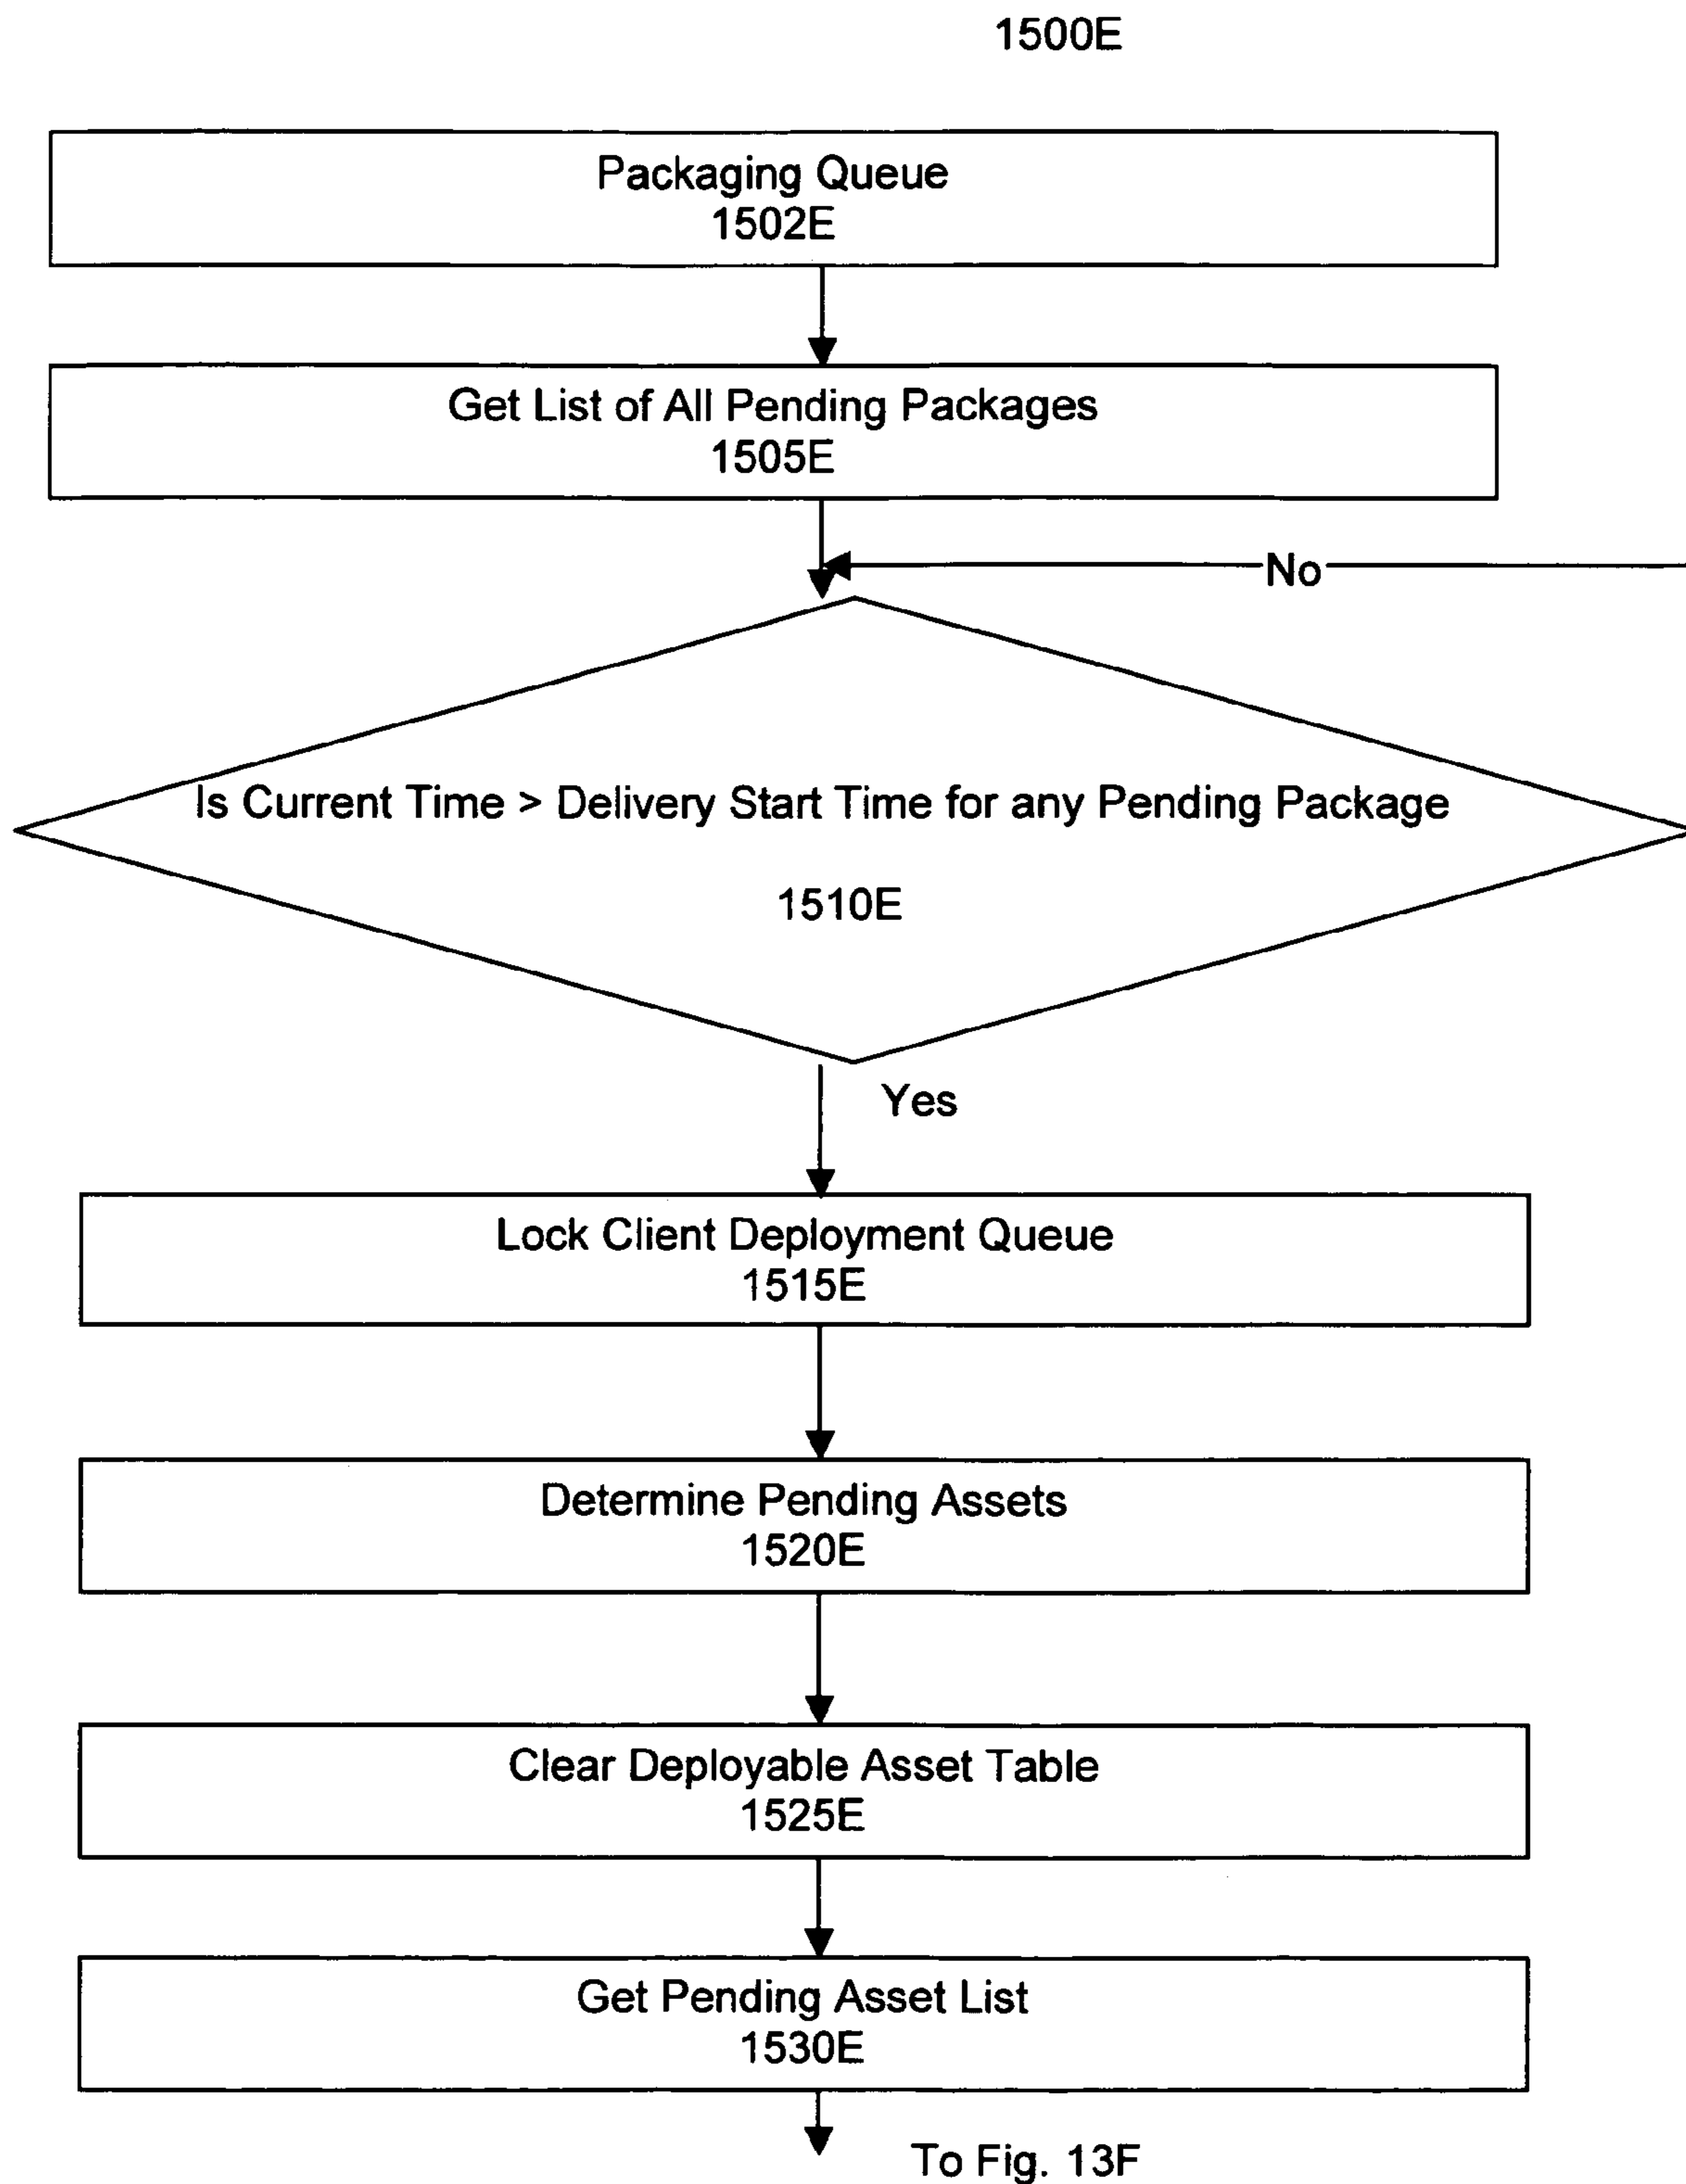 1500E
Packaging Queue
1502E
Get List of All Pending Packages
1505E
No
Is Current Time > Delivery Start Time for any Pending Package
1510E
Yes
Lock Client Deployment Queue
1515E
Determine Pending Assets
1520E
Clear Deployable Asset Table
1525E
Get Pending Asset List
1530E
To Fig. 13F